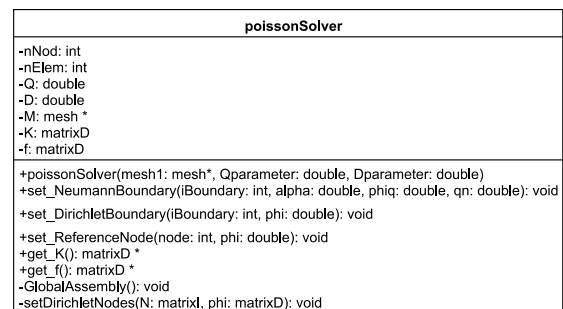 poissonSolver
-nNod: int
-nElem: int
-Q: double
-D: double
-M: mesh *
-K: matrixD
-f: matrixD
+poissonSolver(mesh1: mesh*, Qparameter: double, Dparameter: double)
+set_NeumannBoundary(iBoundary: int, alpha: double, phiq: double, qn: double): void
+set_DirichletBoundary(iBoundary: int, phi: double): void
+set_ReferenceNode(node: int, phi: double): void
+get_K(): matrixD *
+get_f(): matrixD *
-GlobalAssembly(): void
-setDirichletNodes(N: matrixI, phi: matrixD): void